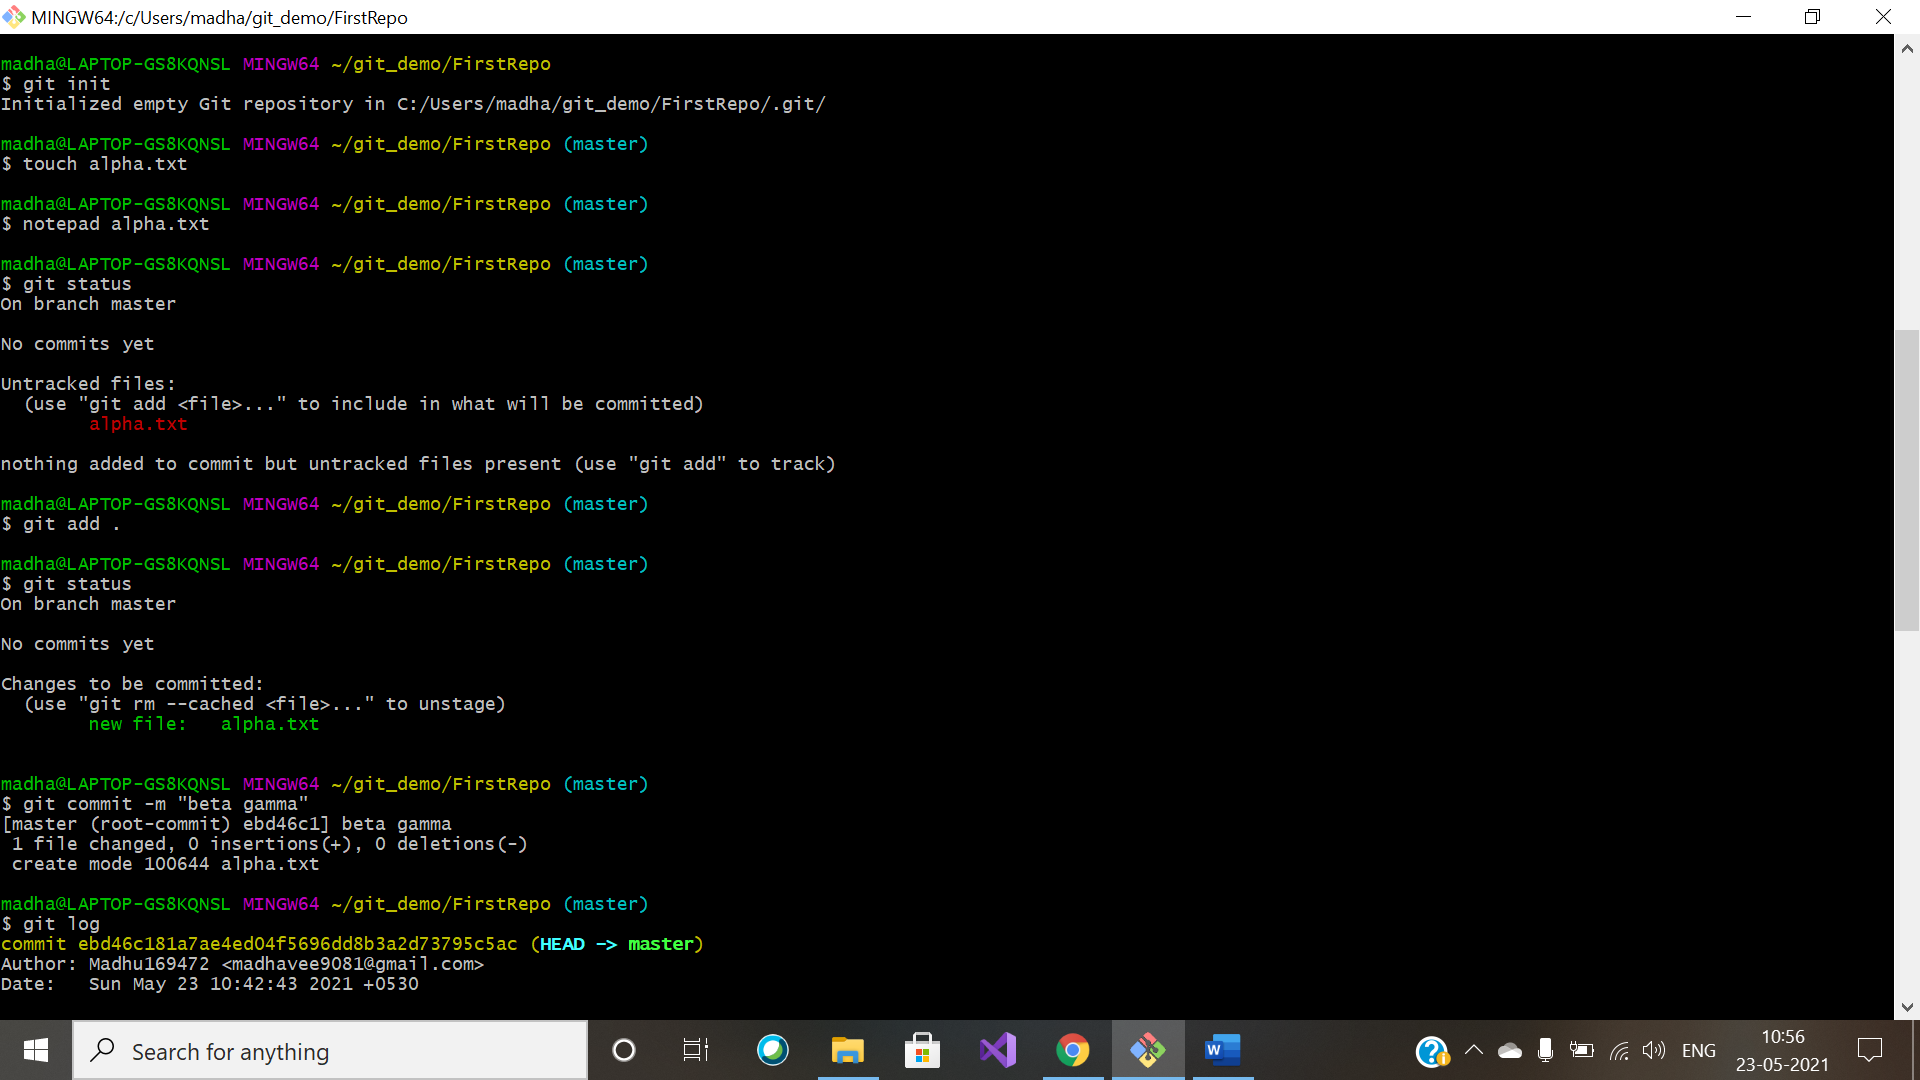 MINGW64:/c/Users/madha/git_demo/FirstRepo
madha@LAPTOP-GS8KQNSL MINGW64 ~/git_demo/FirstRepo
$ git init
Initialized empty Git repository in C:/Users/madha/git_demo/FirstRepo/.git/
madha@LAPTOP-GS8KQNSL MINGW64 ~/git_demo/FirstRepo (master)
$ touch alpha.txt
madha@LAPTOP-GS8KQNSL MINGW64 ~/git_demo/FirstRepo (master)
$ notepad alpha.txt
madha@LAPTOP-GS8KQNSL MINGW64 ~/git_demo/FirstRepo (master)
$ git status
On branch master
No commits yet
Untracked files:
  (use "git add <file>..." to include in what will be committed)
        alpha.txt
nothing added to commit but untracked files present (use "git add" to track)
madha@LAPTOP-GS8KQNSL MINGW64 ~/git_demo/FirstRepo (master)
$ git add .
madha@LAPTOP-GS8KQNSL MINGW64 ~/git_demo/FirstRepo (master)
$ git status
On branch master
No commits yet
Changes to be committed:
  (use "git rm --cached <file>..." to unstage)
        new file:   alpha.txt
madha@LAPTOP-GS8KQNSL MINGW64 ~/git_demo/FirstRepo (master)
$ git commit -m "beta gamma"
[master (root-commit) ebd46c1] beta gamma
 1 file changed, 0 insertions(+), 0 deletions(-)
 create mode 100644 alpha.txt
madha@LAPTOP-GS8KQNSL MINGW64 ~/git_demo/FirstRepo (master)
$ git log
commit ebd46c181a7ae4ed04f5696dd8b3a2d73795c5ac (HEAD -> master)
Author: Madhu169472 <madhavee9081@gmail.com>
Date:   Sun May 23 10:42:43 2021 +0530
Search for anything
ENG
10:56
23-05-2021